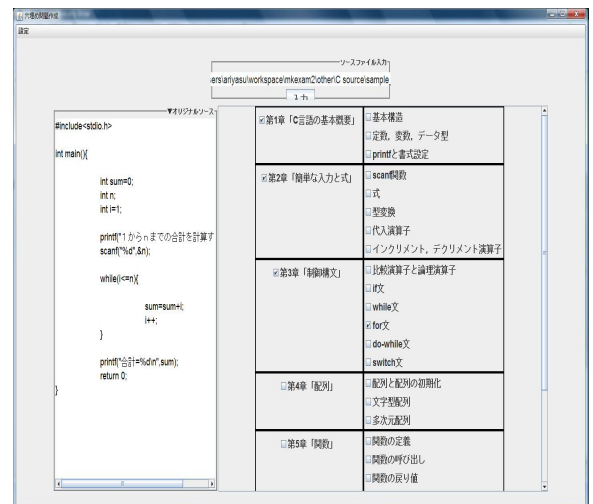 穴埋め問題作成
設定
ソースファイル入力
ers\ariyasu\workspace\mkexam2\other\C source\sample
入力
▼オリジナルソース
#include<stdio.h>
int main(){
int sum=0;
int n;
int i=1;
printf("1からnまでの合計を計算す
scanf("%d",&n);
while(i<=n){
sum=sum+i;
i++;
}
printf("合計=%d\n",sum);
return 0;
}
第1章「C言語の基本概要」
基本構造
定数，変数，データ型
printfと書式設定
第2章「簡単な入力と式」
scanf関数
式
型変換
代入演算子
インクリメント，デクリメント演算子
第3章「制御構文」
比較演算子と論理演算子
if文
while文
for文
do-while文
switch文
第4章「配列」
配列と配列の初期化
文字型配列
多次元配列
第5章「関数」
関数の定義
関数の呼び出し
関数の戻り値